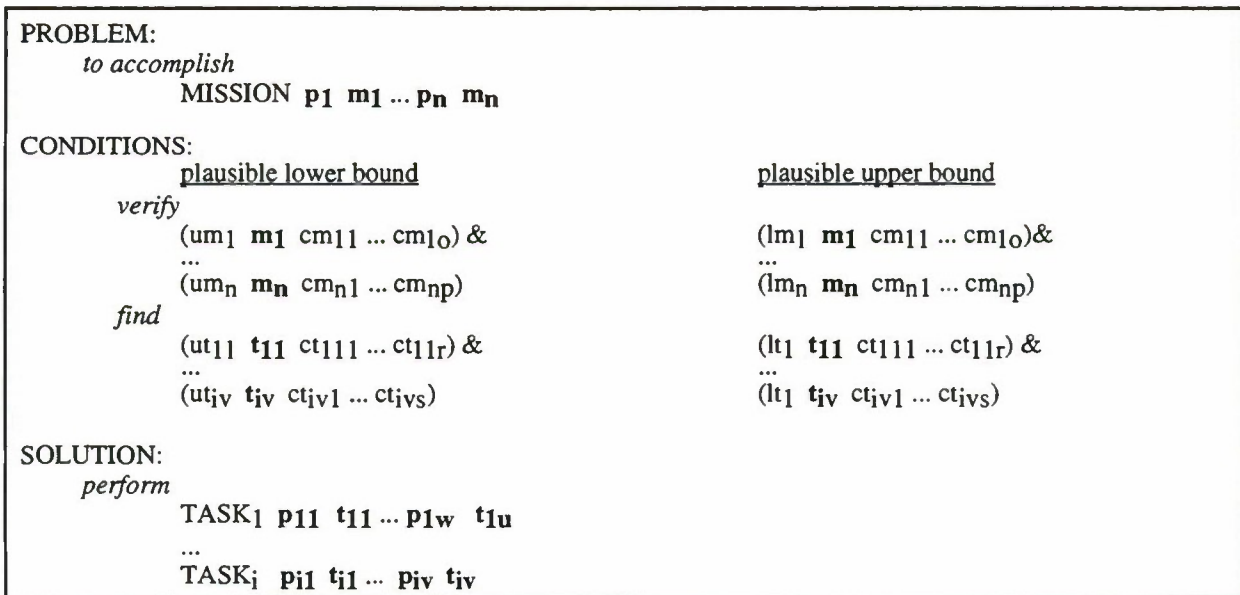 PROBLEM:
to accomplish
MISSION p1 m1 ... pn mn
CONDITIONS:
plausible lower bound plausible upper bound
verify
(um1 m1 cm11 ... cm1o) & (lm1 m1 cm11 ... cm1o)&
... ...
(umn mn cmn1 ... cmnp) (lmn mn cmn1 ... cmnp)
find
(ut11 t11 ct111 ... ct11r) & (lt1 t11 ct111 ... ct11r) &
... ...
(utiv tiv ctiv1 ... ctivs) (lt1 tiv ctiv1 ... ctivs)
SOLUTION:
perform
TASK1 p11 t11 ... p1w t1u
...
TASKi pi1 ti1 ... piv tiv